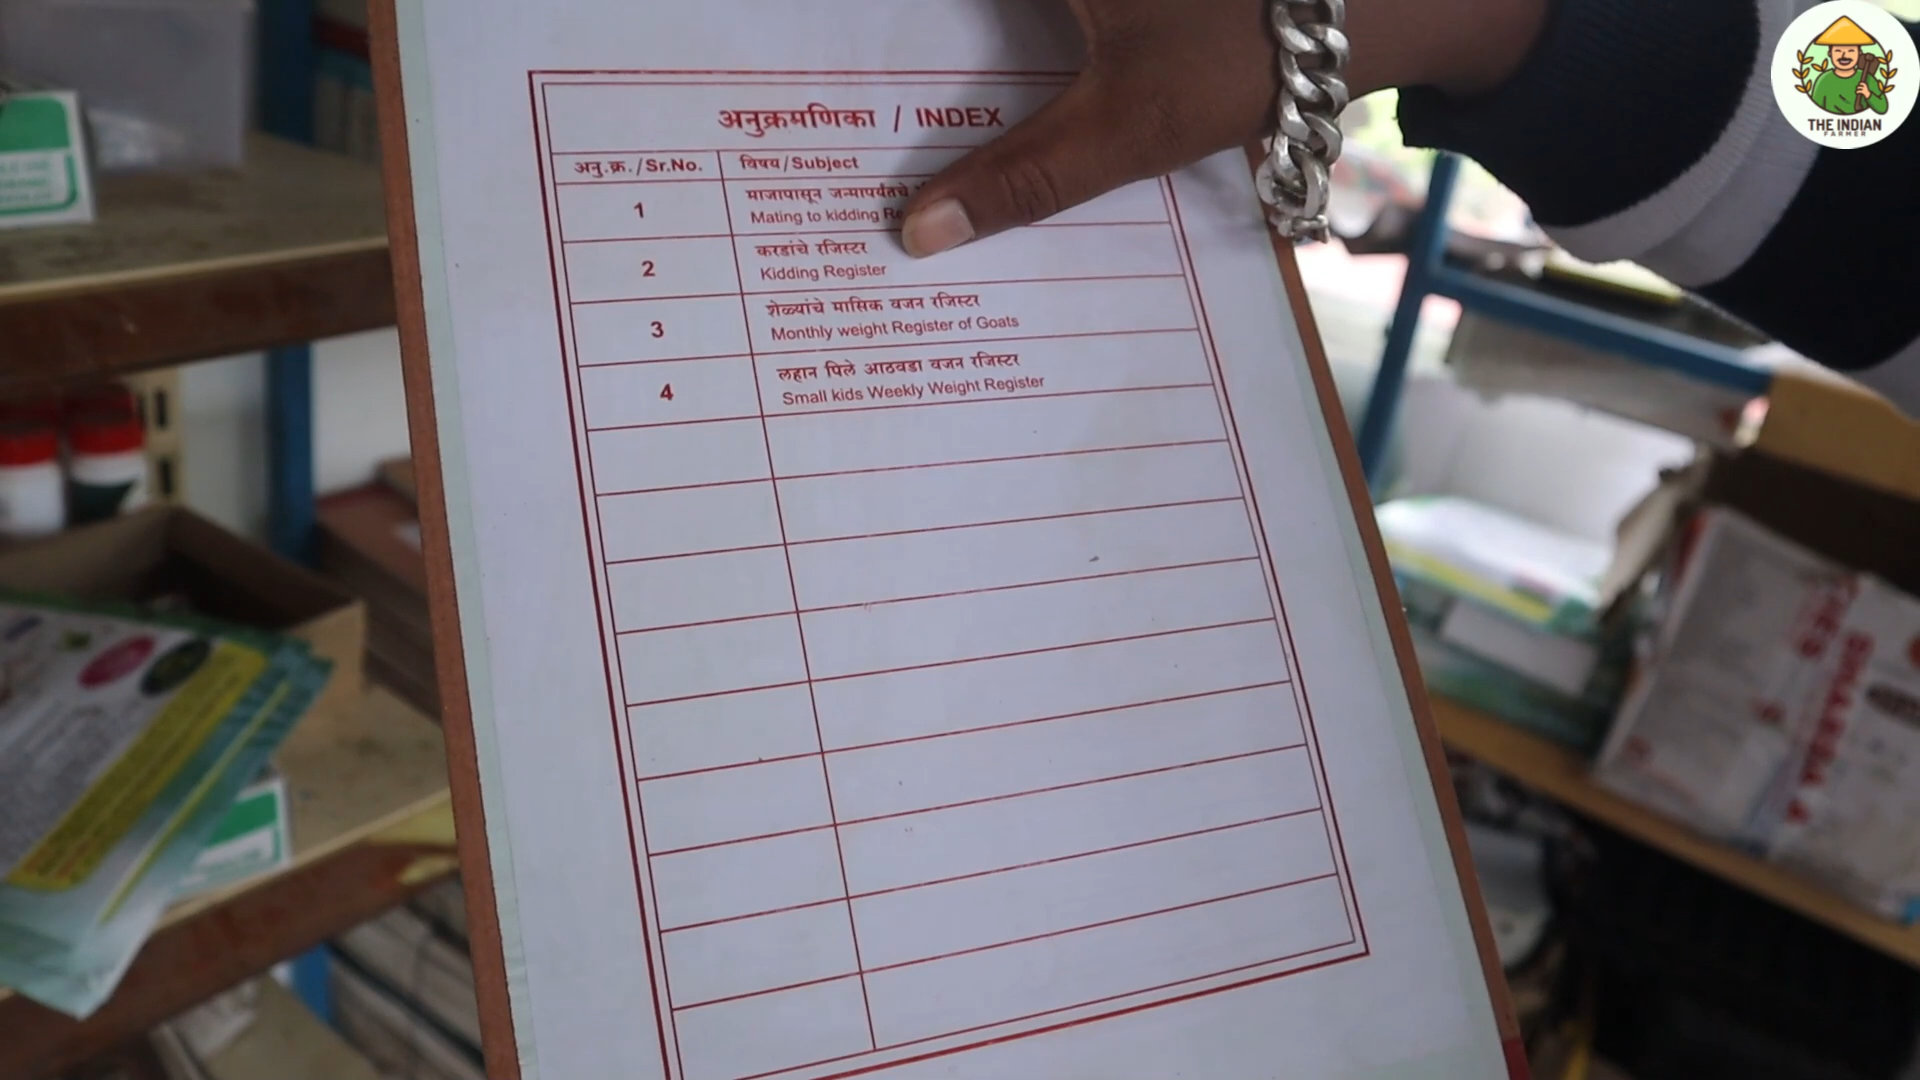 अनुक्रमणिका / INDEX
अनु.क्र./Sr.No. विषय/Subject
1 माजापासून जन्मापर्यंतचे
Mating to kidding
2 करडांचे रजिस्टर
Kidding Register
3 शेळ्यांचे मासिक वजन रजिस्टर
Monthly weight Register of Goats
4 लहान पिले आठवडा वजन रजिस्टर
Small kids Weekly Weight Register
THE INDIAN
FARMER